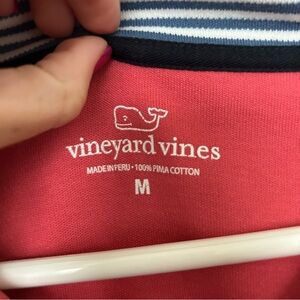 vineyard vines
MADE IN PERU • 100% PIMA COTTON
M